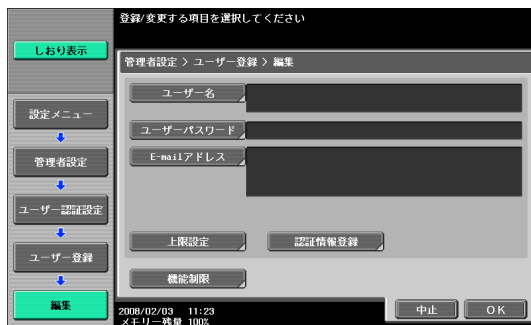 登録/変更する項目を選択してください
しおり表示
管理者設定 > ユーザー登録 > 編集
ユーザー名
設定メニュー
ユーザーパスワード
E-mailアドレス
管理者設定
ユーザー認証設定
上限設定
認証情報登録
ユーザー登録
機能制限
編集
2008/02/03 11:23
メモリー残量 100%
中止
OK